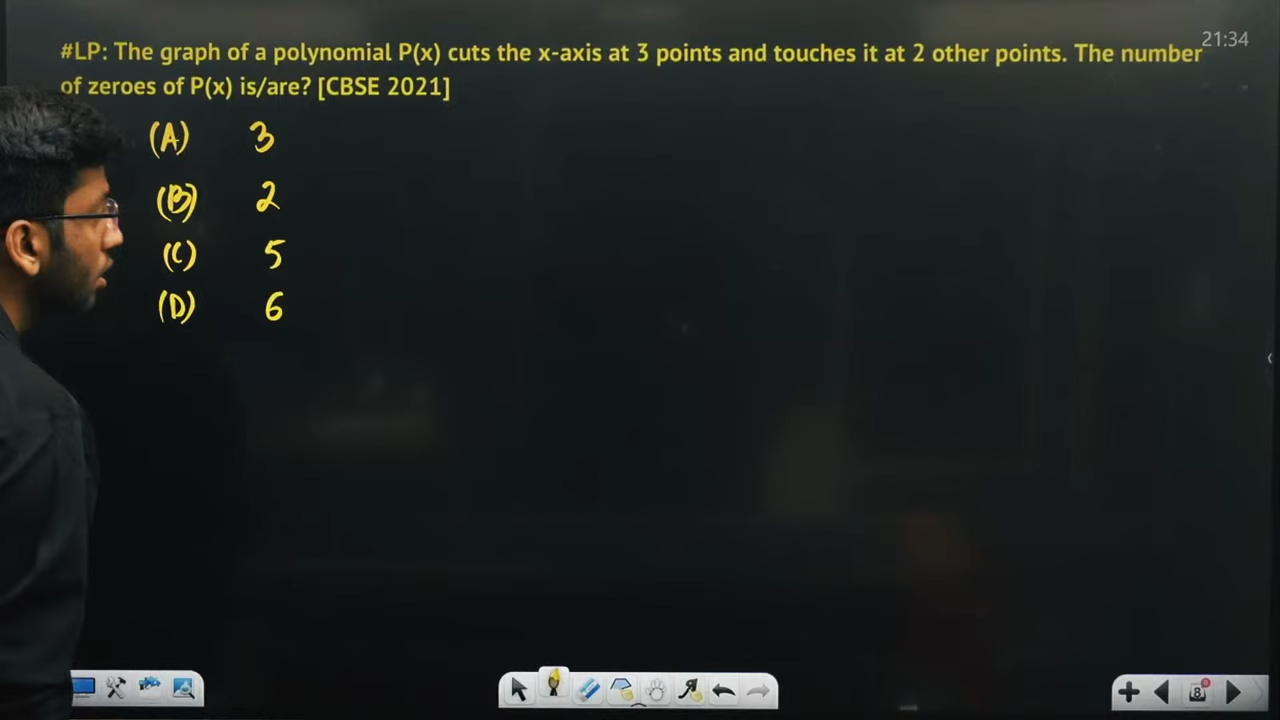 21:34
#LP: The graph of a polynomial P(x) cuts the x-axis at 3 points and touches it at 2 other points. The number
of zeroes of P(x) is/are? [CBSE 2021]
(A) 3
(B) 2
(C) 5
(D) 6
8